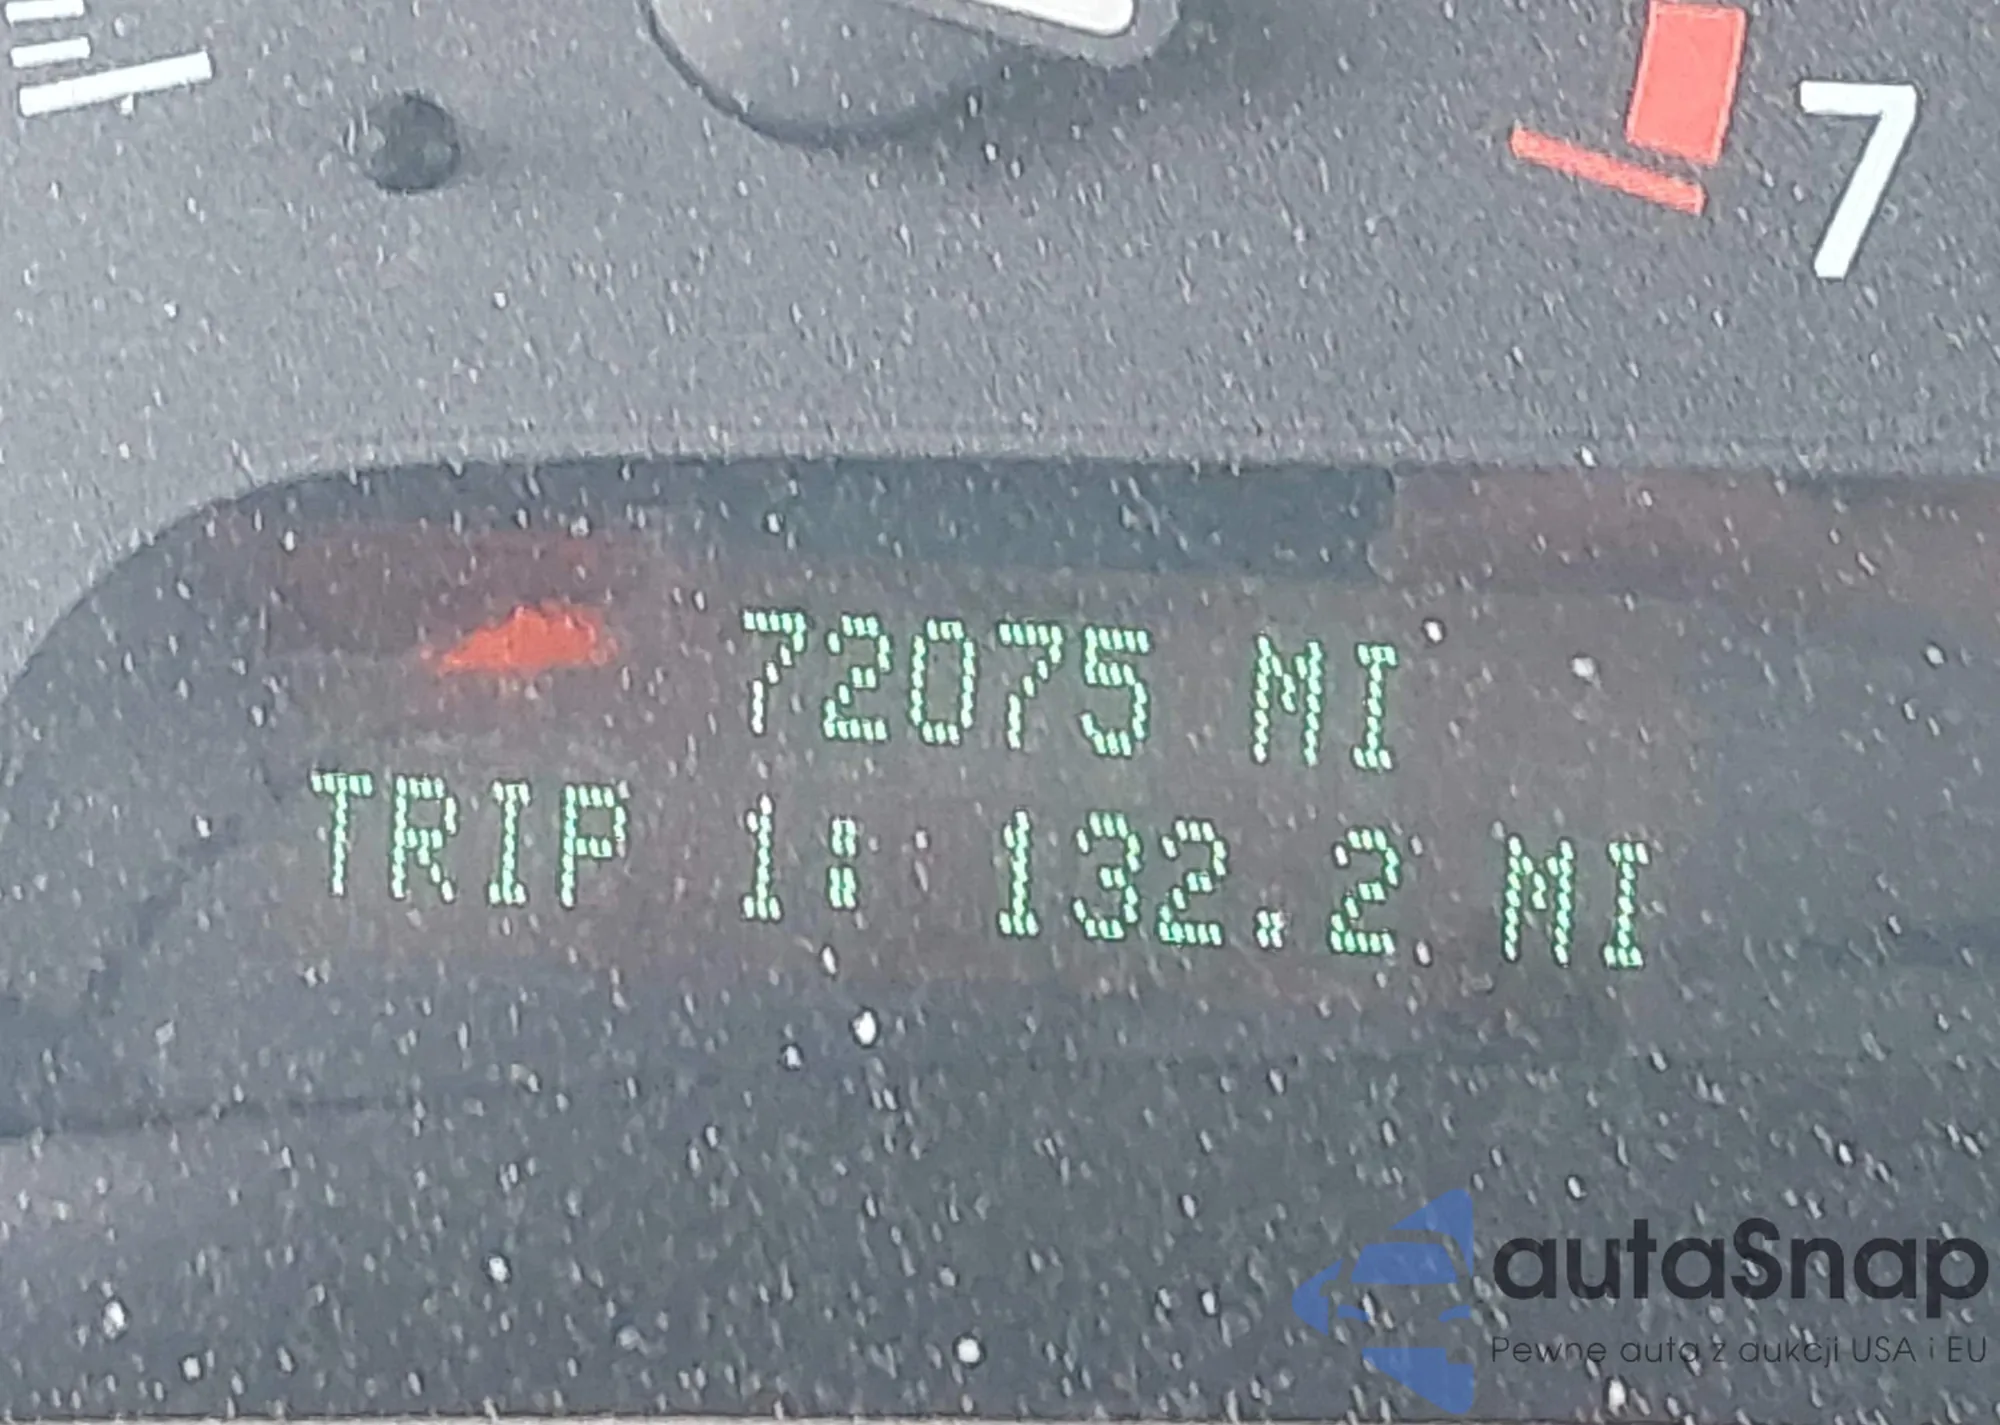 7
72075 MI
TRIP 1: 132.2 MI
autaSnap
Pewne auta z aukcji USA i EU